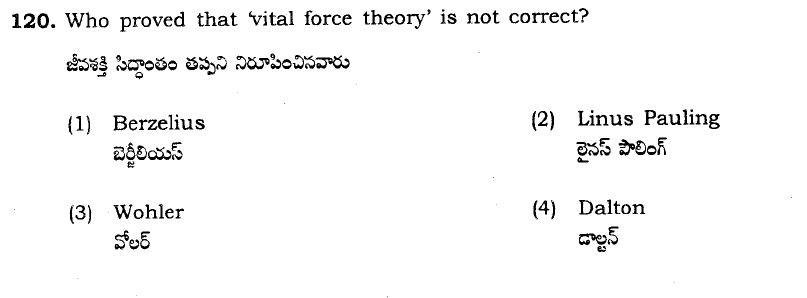 120. Who proved that ‘vital force theory’ is not correct?
జీవశక్తి సిద్ధాంతం తప్పని నిరూపించినవారు
(1) Berzelius (2) Linus Pauling
బెర్జీలియస్ లైనస్ పౌలింగ్
(3) Wohler (4) Dalton
వోలర్ డాల్టన్